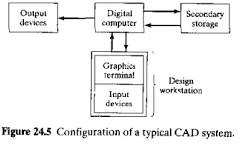 Output
devices
Digital
computer
Secondary
storage
Graphics
terminal
Input
devices
Design
workstation
Figure 24.5 Configuration of a typical CAD system.